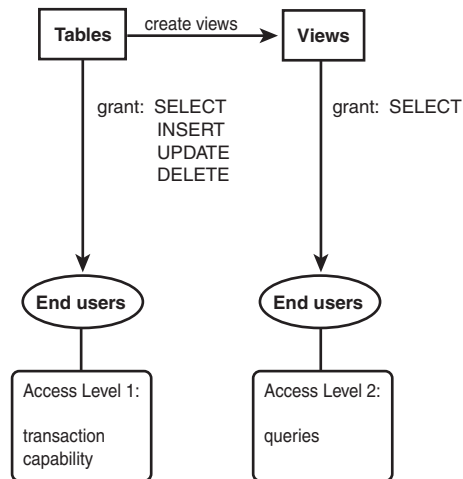 Tables
create views
Views
grant: SELECT
INSERT
UPDATE
DELETE
grant: SELECT
End users
End users
Access Level 1:
transaction
capability
Access Level 2:
queries